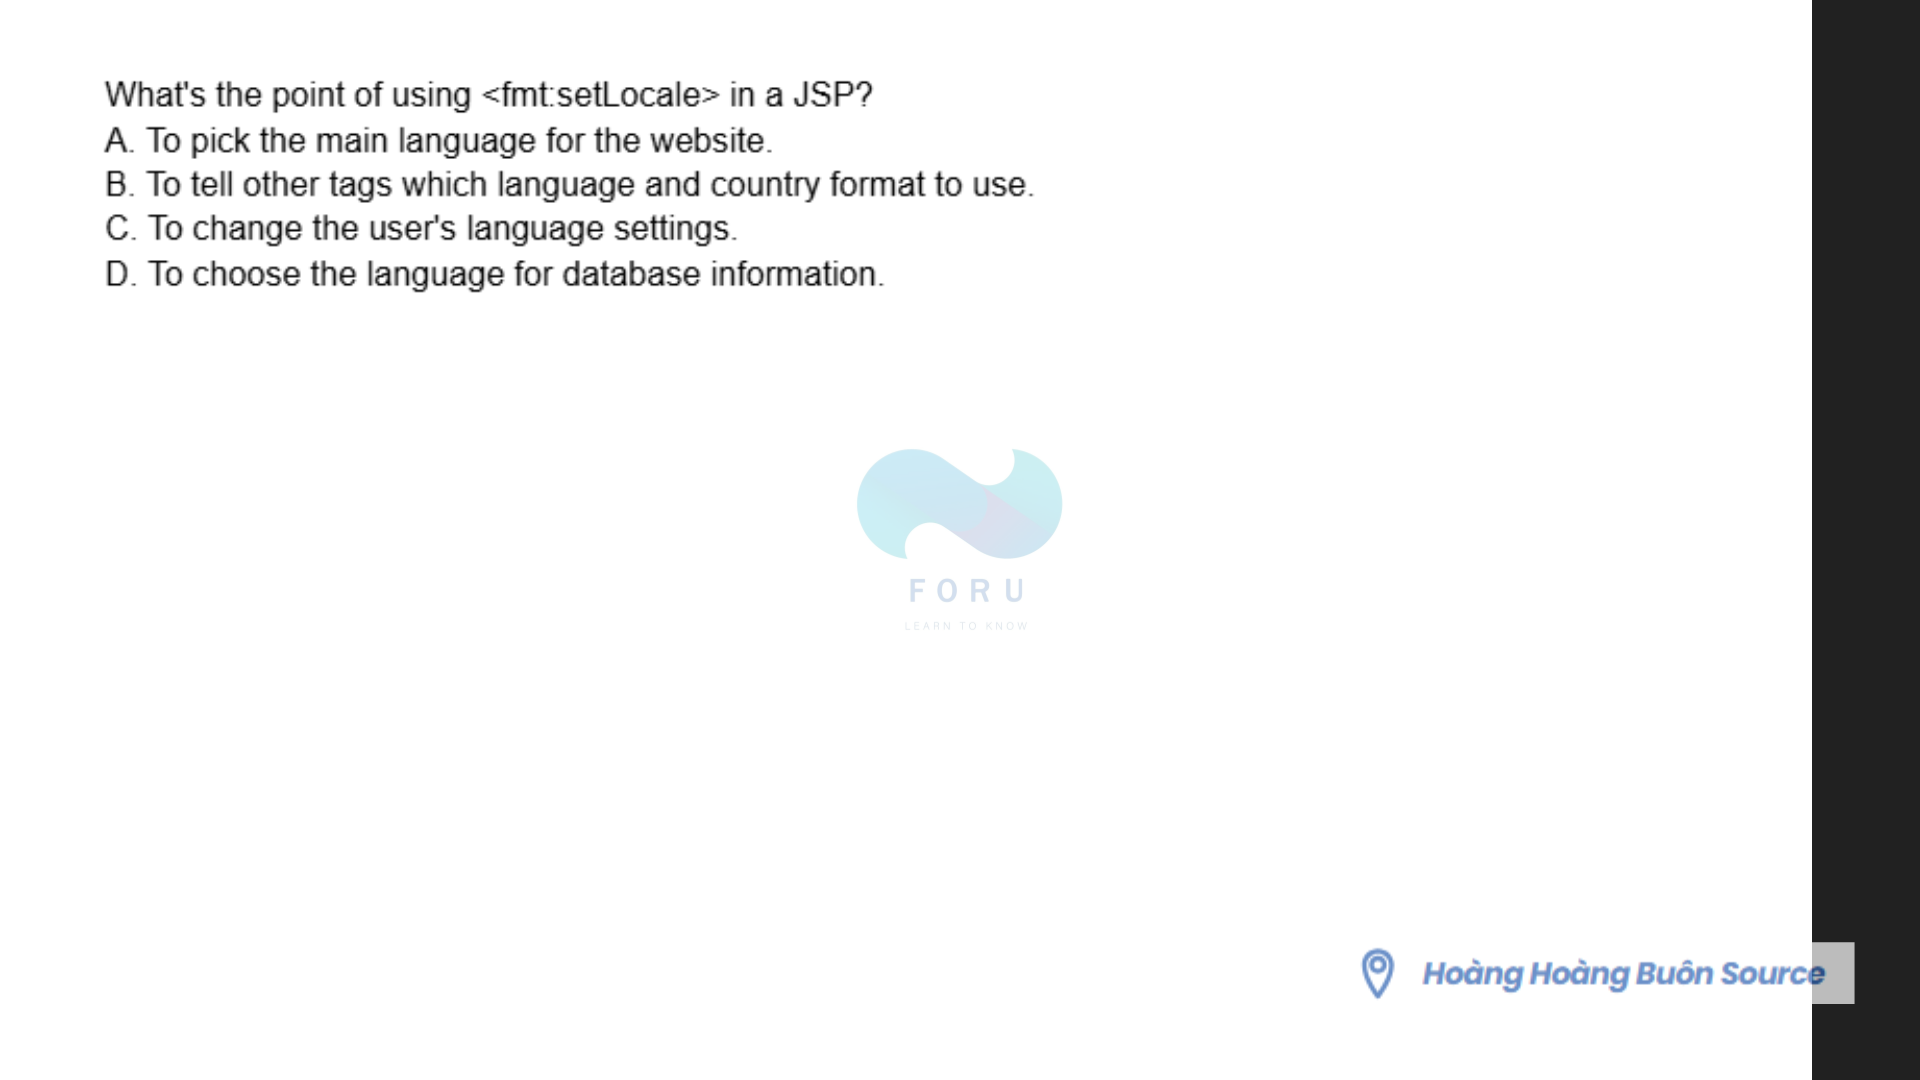 What's the point of using <fmt:setLocale> in a JSP?
A. To pick the main language for the website.
B. To tell other tags which language and country format to use.
C. To change the user's language settings.
D. To choose the language for database information.
FORU
LEARN TO KNOW
Hoàng Hoàng Buôn Source